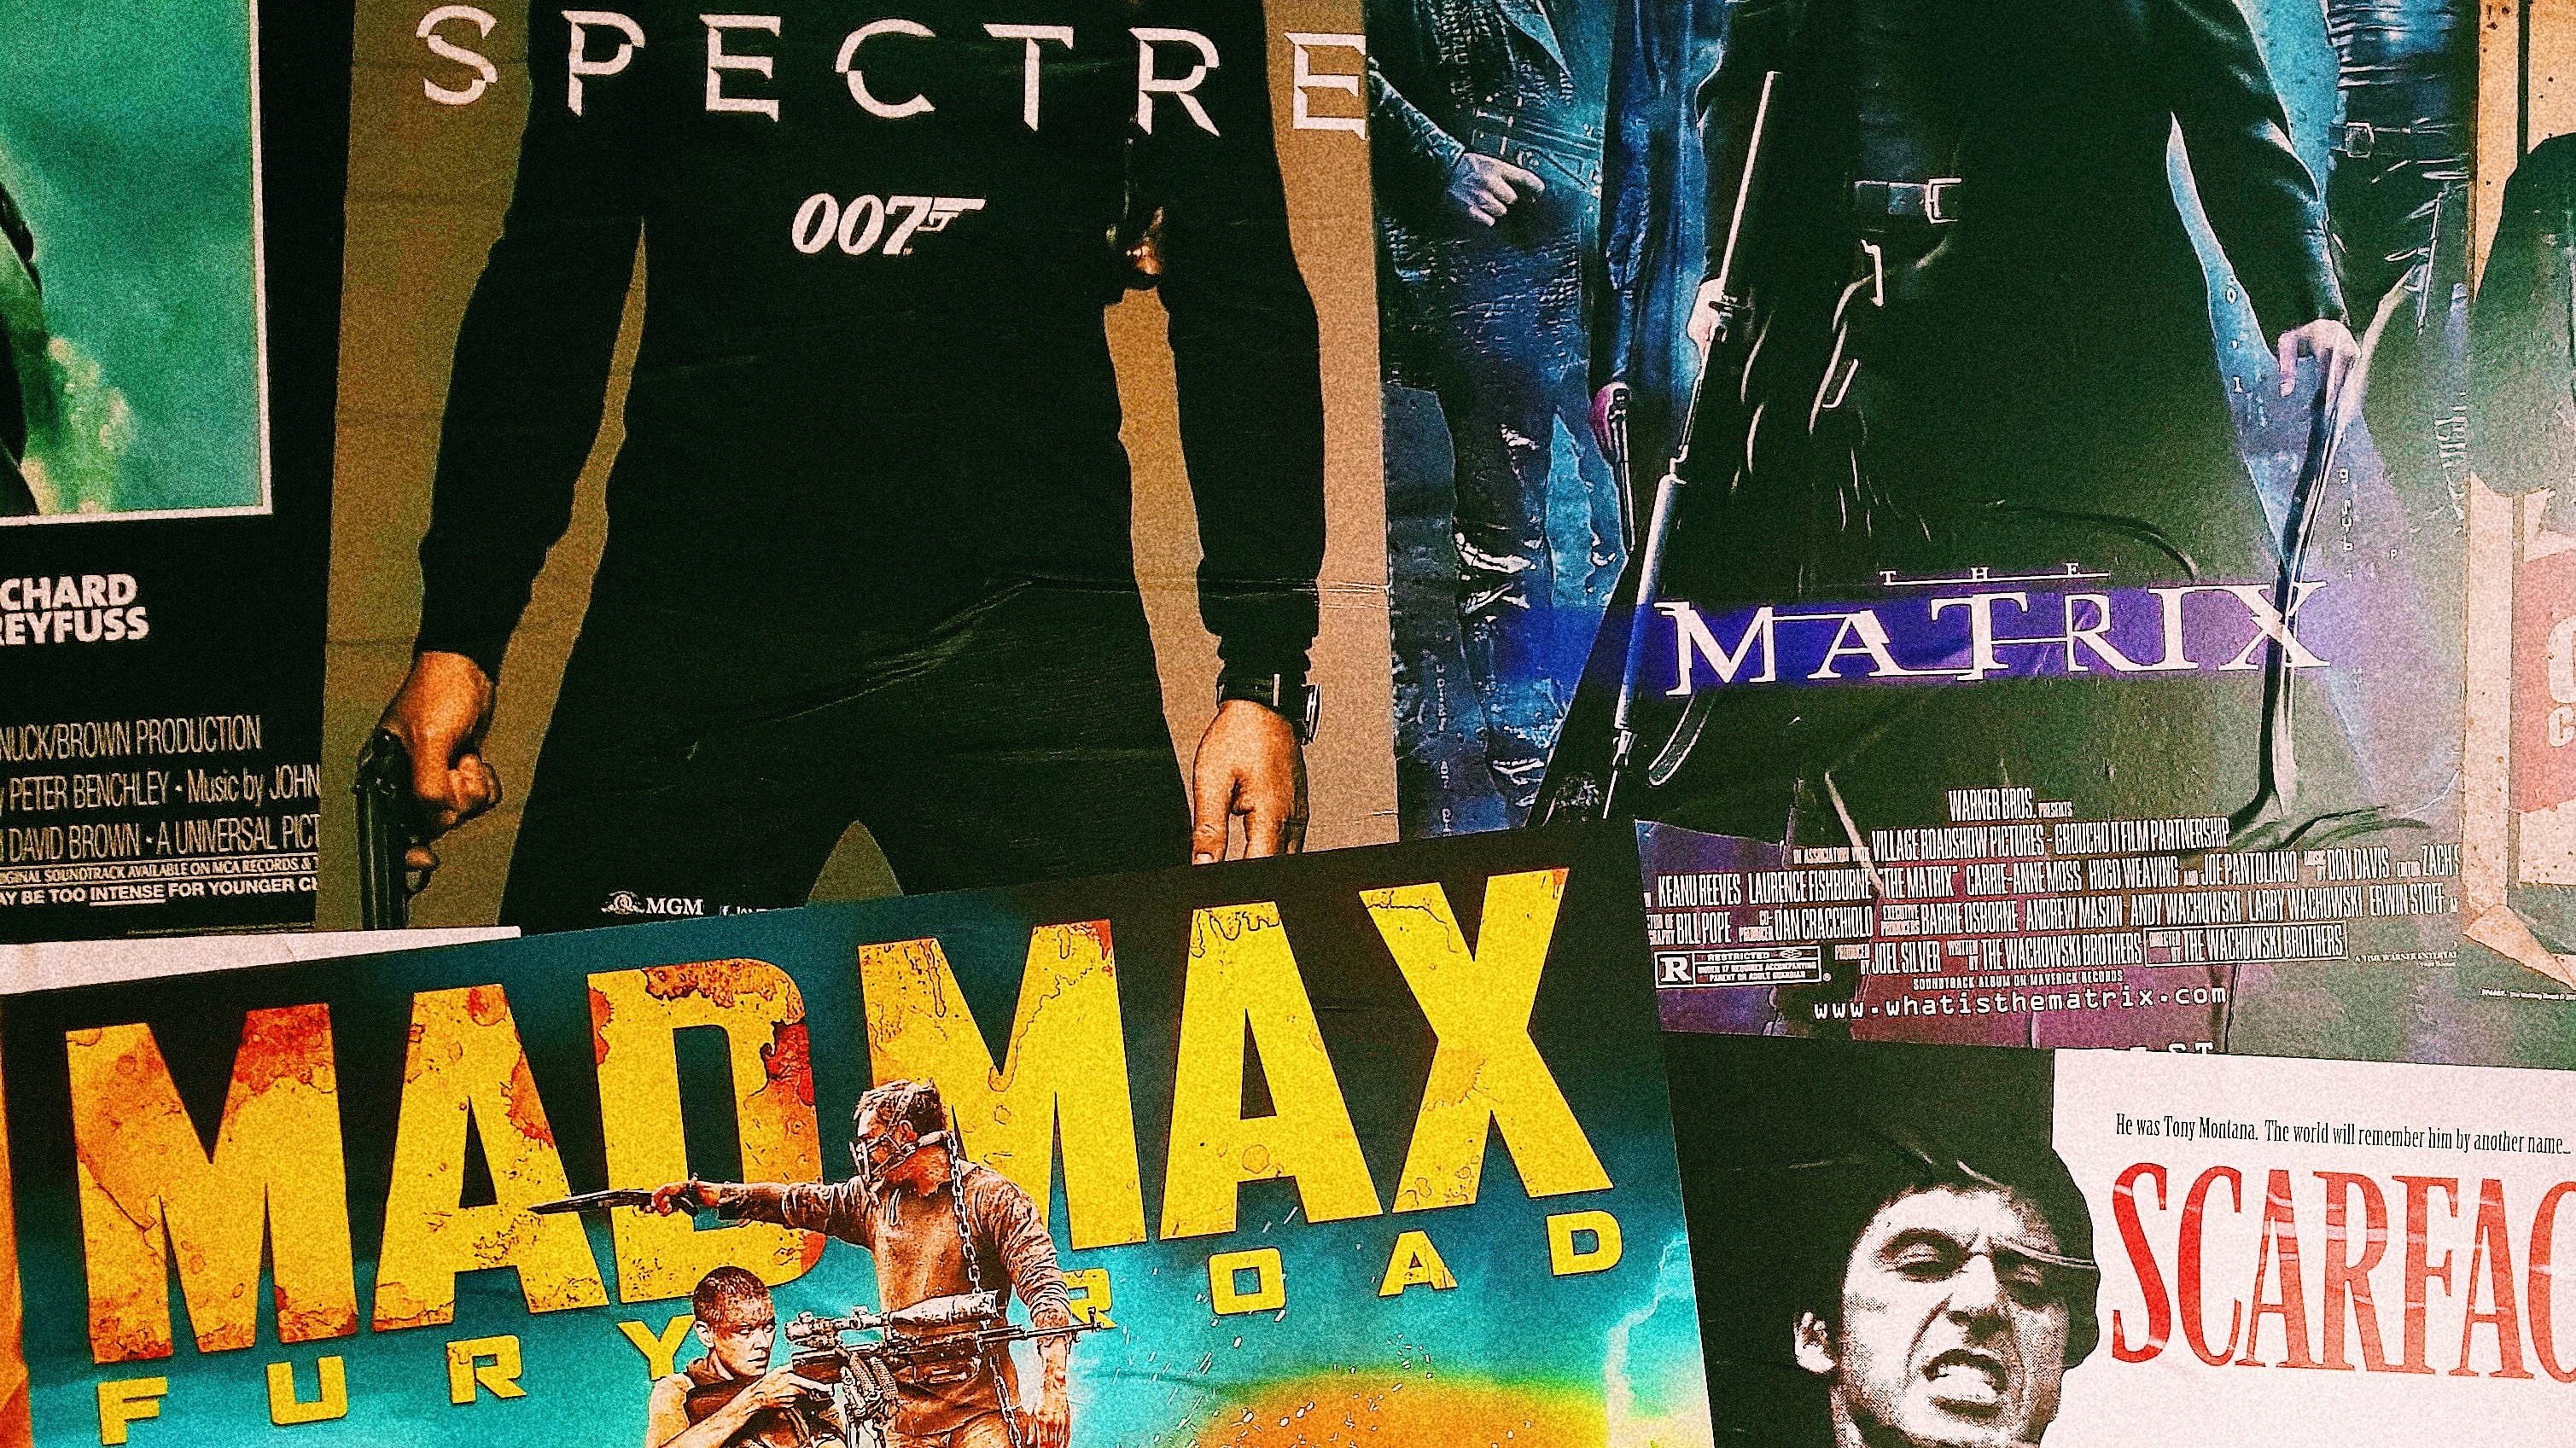 SPECTRE
007
CHARD
REYFUSS
NUCK/BROWN PRODUCTION
PETER BENCHLEY • Music by JOHN
DAVID BROWN • A UNIVERSAL PICT
IGINAL SOUNDTRACK AVAILABLE ON MCA RECORDS &
AY BE TOO INTENSE FOR YOUNGER
MGM
THE
MATRIX
WARNER BROS. PRESENTS
IN ASSOCIATION WITH VILLAGE ROADSHOW PICTURES - GROUCHO II FILM PARTNERSHIP
KEANU REEVES LAURENCE FISHBURNE "THE MATRIX" CARRIE-ANNE MOSS HUGO WEAVING AND JOE PANTOLIANO MUSIC BY DON DAVIS EDITOR ZACH S
TOR OF GRAPHY BILL POPE CO-PRODUCER DAN CRACCHIOLO EXECUTIVE PRODUCERS BARRIE OSBORNE ANDREW MASON ANDY WACHOWSKI LARRY WACHOWSKI ERWIN STOFF
PRODUCED BY JOEL SILVER WRITTEN BY THE WACHOWSKI BROTHERS DIRECTED BY THE WACHOWSKI BROTHERS
R RESTRICTED
UNDER 17 REQUIRES ACCOMPANYING
PARENT OR ADULT GUARDIAN
SOUNDTRACK ALBUM ON MAVERICK RECORDS
www.whatisthematrix.com
MAD MAX
FURY ROAD
He was Tony Montana. The world will remember him by another name...
SCARFAC